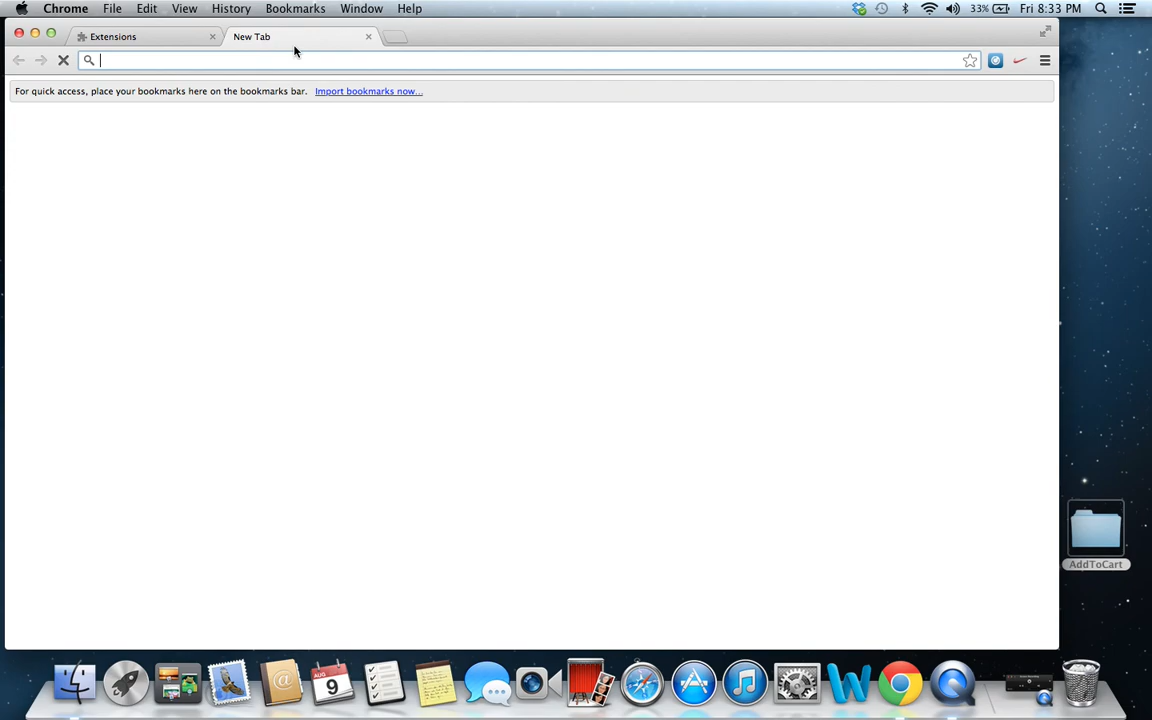 Chrome File Edit View History Bookmarks Window Help 33% Fri 8:33 PM
Extensions New Tab
For quick access, place your bookmarks here on the bookmarks bar. Import bookmarks now...
AddToCart
AUG
9